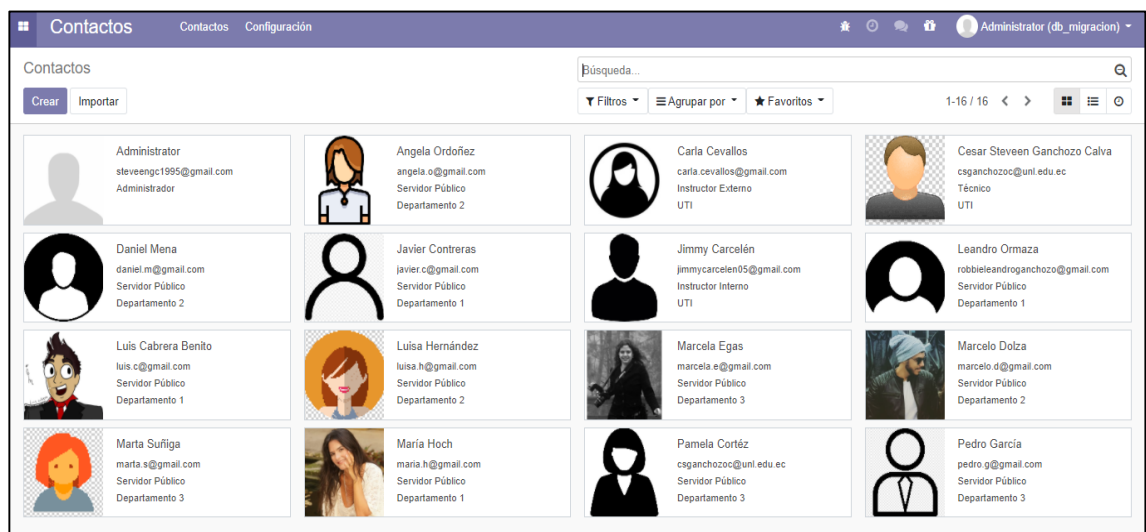 Contactos Contactos Configuración Administrator (db_migracion)
Contactos
Búsqueda...
Crear Importar
Filtros Agrupar por Favoritos 1-16 / 16
Administrator
steveengc1995@gmail.com
Administrador
Angela Ordoñez
angela.o@gmail.com
Servidor Público
Departamento 2
Carla Cevallos
carla.cevallos@gmail.com
Instructor Externo
UTI
Cesar Steveen Ganchozo Calva
csganchozoc@unl.edu.ec
Técnico
UTI
Daniel Mena
daniel.m@gmail.com
Servidor Público
Departamento 2
Javier Contreras
javier.c@gmail.com
Servidor Público
Departamento 1
Jimmy Carcelén
jimmycarcelen05@gmail.com
Instructor Interno
UTI
Leandro Ormaza
robbieleandroganchozo@gmail.com
Servidor Público
Departamento 1
Luis Cabrera Benito
luis.c@gmail.com
Servidor Público
Departamento 1
Luisa Hernández
luisa.h@gmail.com
Servidor Público
Departamento 2
Marcela Egas
marcela.e@gmail.com
Servidor Público
Departamento 3
Marcelo Dolza
marcelo.d@gmail.com
Servidor Público
Departamento 2
Marta Suñiga
marta.s@gmail.com
Servidor Público
Departamento 3
María Hoch
maria.h@gmail.com
Servidor Público
Departamento 1
Pamela Cortéz
csganchozoc@unl.edu.ec
Servidor Público
Departamento 3
Pedro García
pedro.g@gmail.com
Servidor Público
Departamento 3